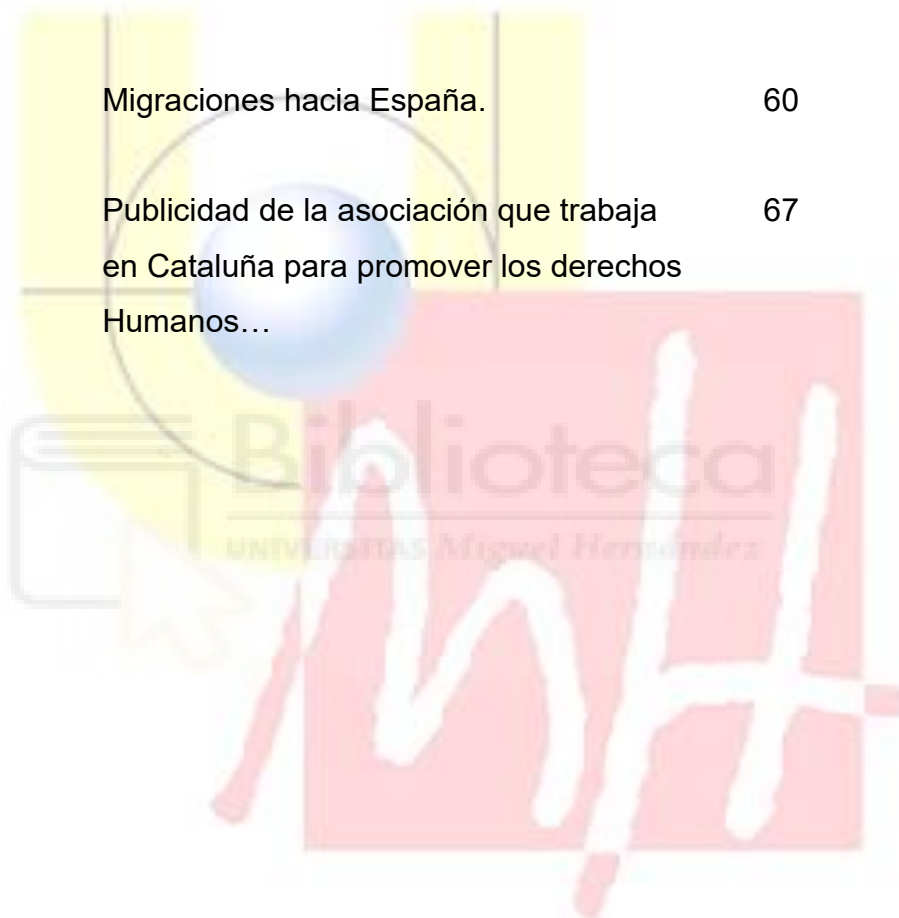 Migraciones hacia España. 60
Publicidad de la asociación que trabaja 67
en Cataluña para promover los derechos
Humanos…
Biblioteca
UNIVERSITAS Miguel Hernández